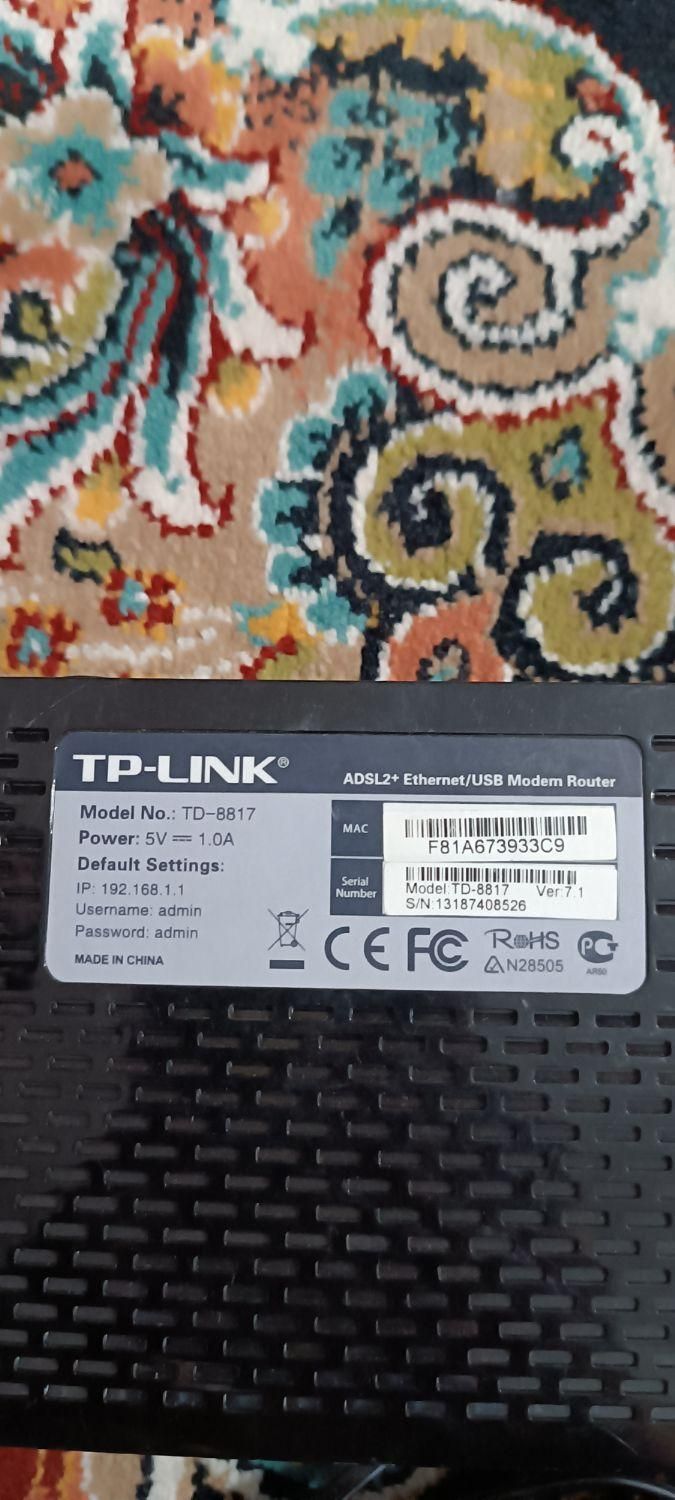 TP-LINK®
ADSL2+ Ethernet/USB Modem Router
Model No.: TD-8817
Power: 5V ⎓ 1.0A
Default Settings:
IP: 192.168.1.1
Username: admin
Password: admin
MADE IN CHINA
MAC
F81A673933C9
Serial Number
Model:TD-8817 Ver:7.1
S/N:13187408526
CE FC RoHS
N28505